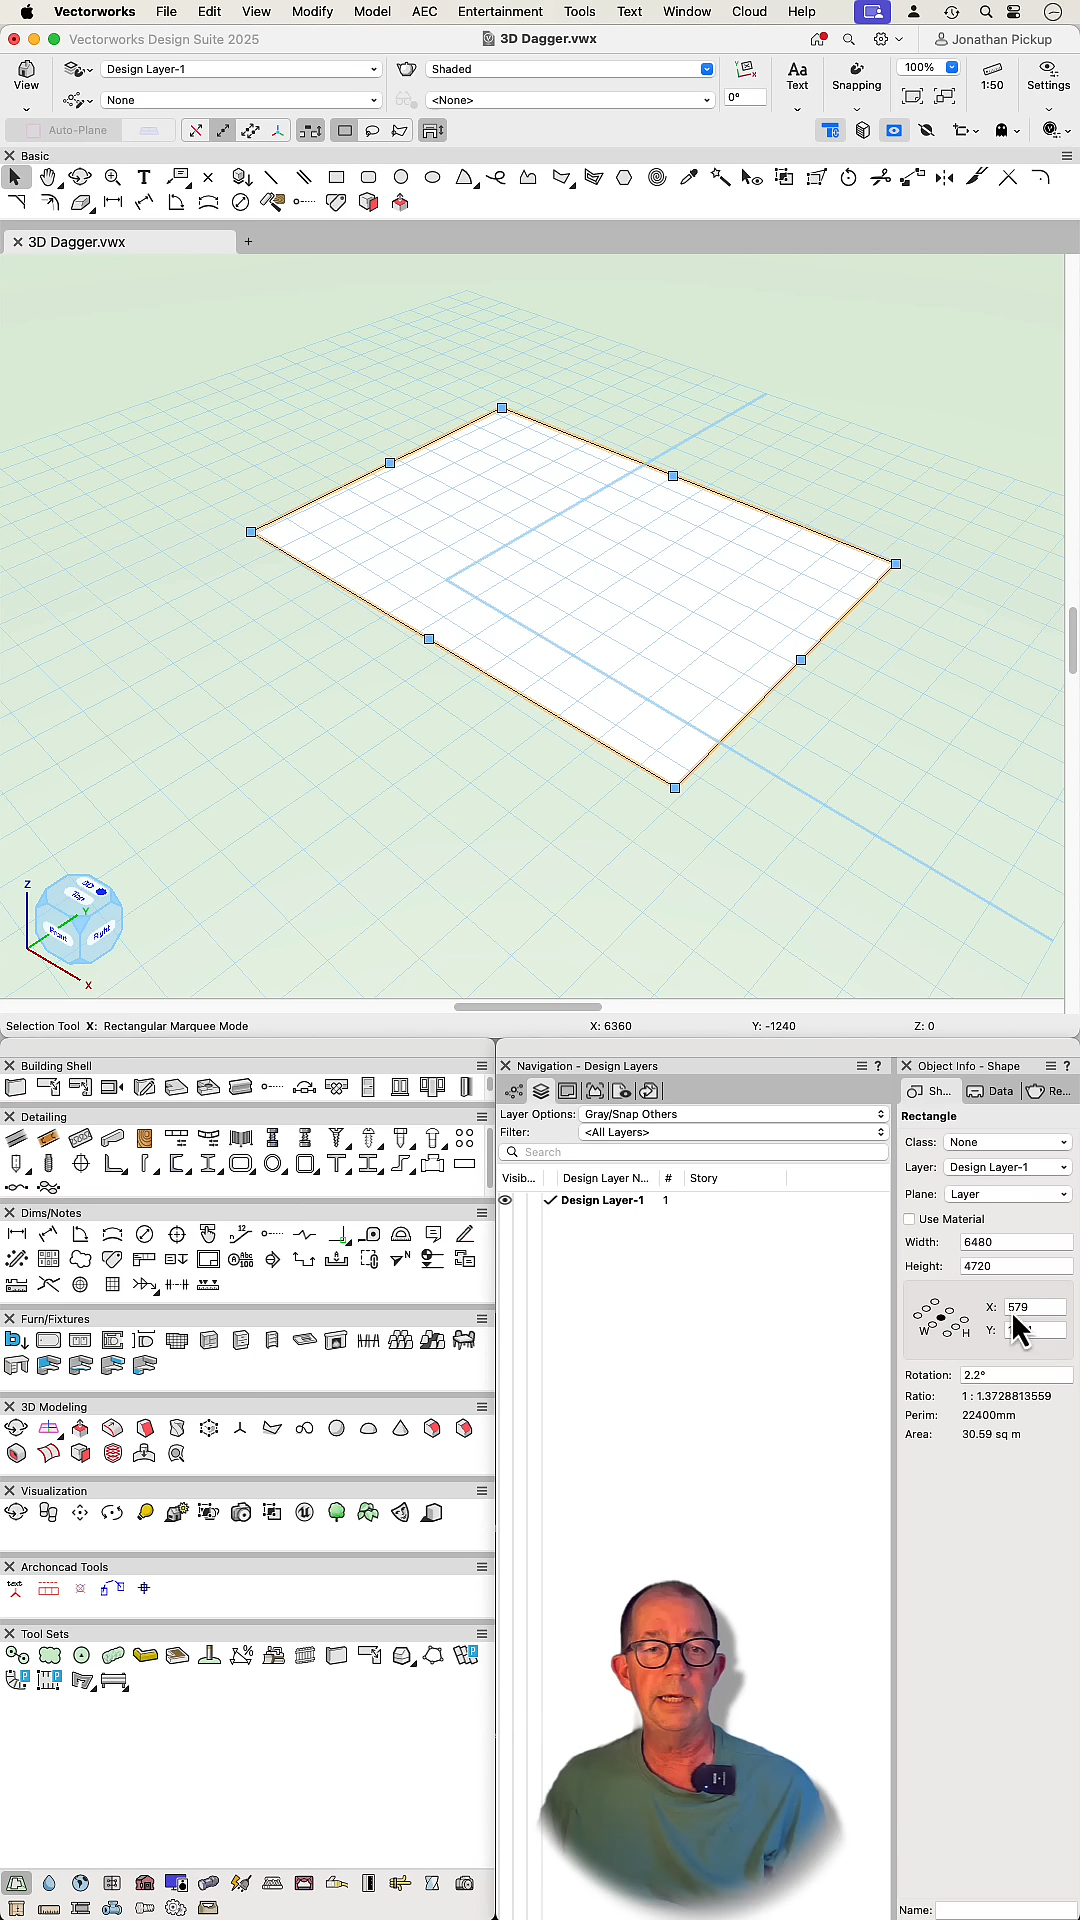 Vectorworks File Edit View Modify Model AEC Entertainment Tools Text Window Cloud Help
Vectorworks Design Suite 2025
3D Dagger.vwx
Jonathan Pickup
View
Design Layer-1
Shaded
100%
None
<None>
0°
Text
Snapping
1:50
Settings
Auto-Plane
Basic
T
3D Dagger.vwx
+
Z
3D
Top
Y
Front
Right
X
Selection Tool X: Rectangular Marquee Mode
X: 6360
Y: -1240
Z: 0
Building Shell
Detailing
Dims/Notes
Furn/Fixtures
3D Modeling
Visualization
Archoncad Tools
text
Tool Sets
Navigation - Design Layers
?
Layer Options: Gray/Snap Others
Filter: <All Layers>
Search
Visib...
Design Layer N...
#
Story
Design Layer-1
1
Object Info - Shape
?
Sh...
Data
Re...
Rectangle
Class: None
Layer: Design Layer-1
Plane: Layer
Use Material
Width: 6480
Height: 4720
X: 579
Y:
W
H
Rotation: 2.2°
Ratio: 1 : 1.3728813559
Perim: 22400mm
Area: 30.59 sq m
Name: